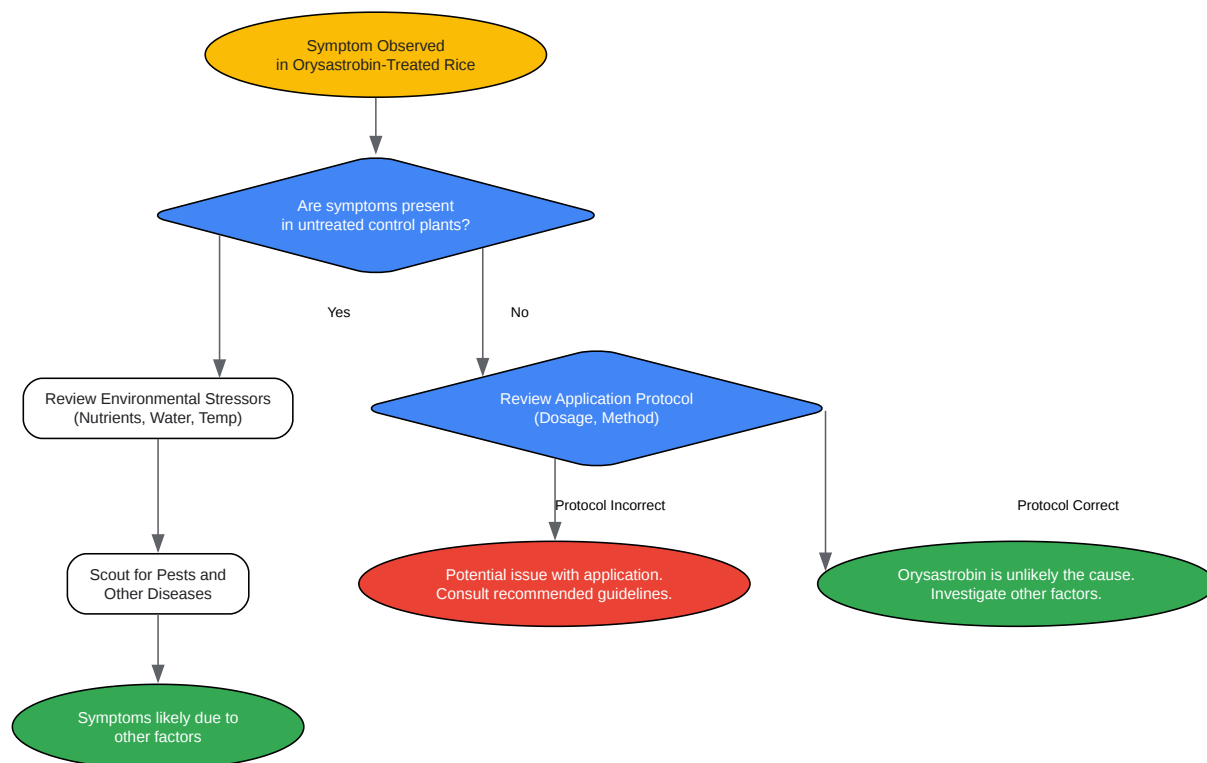 Symptom Observed
in Orysastrobin-Treated Rice
Are symptoms present
in untreated control plants?
Yes
No
Review Environmental Stressors
(Nutrients, Water, Temp)
Review Application Protocol
(Dosage, Method)
Protocol Incorrect
Protocol Correct
Scout for Pests and
Other Diseases
Potential issue with application.
Consult recommended guidelines.
Orysastrobin is unlikely the cause.
Investigate other factors.
Symptoms likely due to
other factors